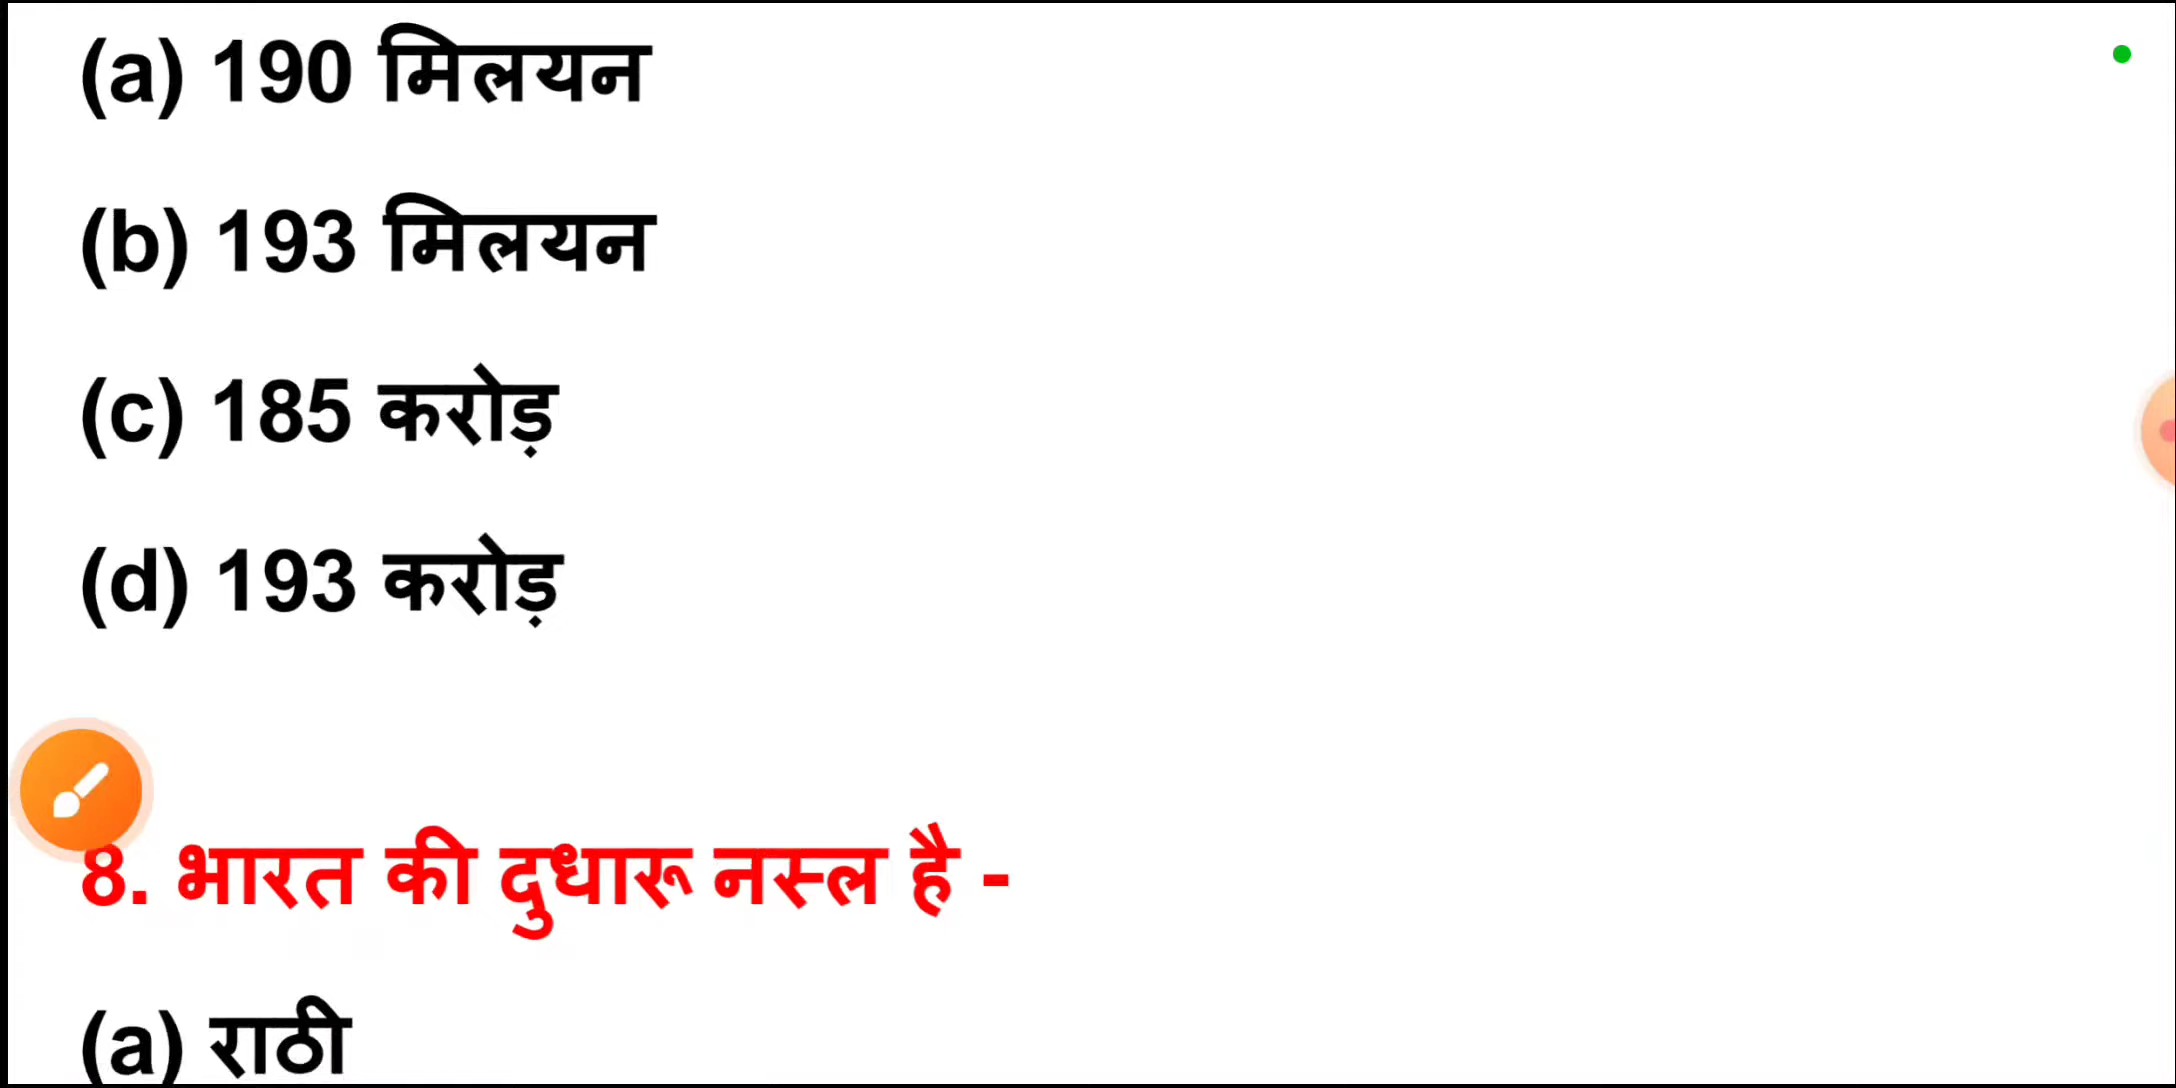 (a) 190 मिलयन
(b) 193 मिलयन
(c) 185 करोड़
(d) 193 करोड़
8. भारत की दुधारू नस्ल है -
(a) राठी